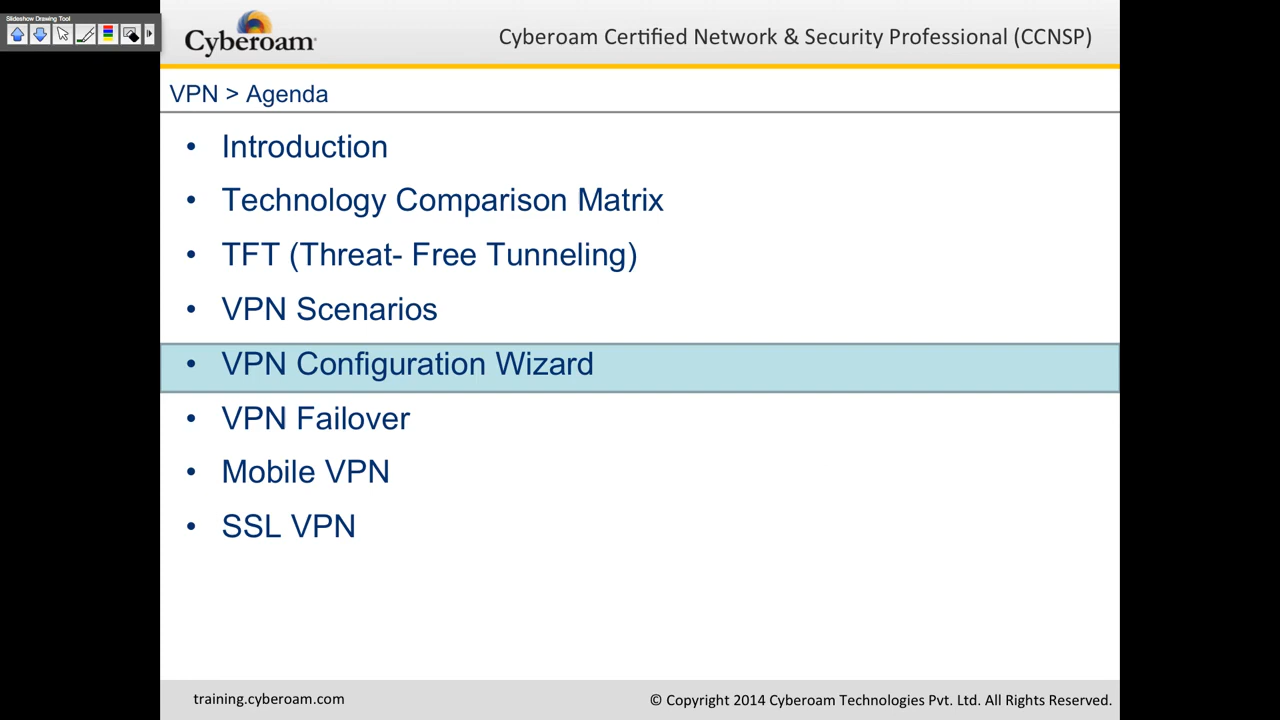 Slideshow Drawing Tool
Cyberoam
Cyberoam Certified Network & Security Professional (CCNSP)
VPN > Agenda
• Introduction
• Technology Comparison Matrix
• TFT (Threat- Free Tunneling)
• VPN Scenarios
• VPN Configuration Wizard
• VPN Failover
• Mobile VPN
• SSL VPN
training.cyberoam.com
© Copyright 2014 Cyberoam Technologies Pvt. Ltd. All Rights Reserved.